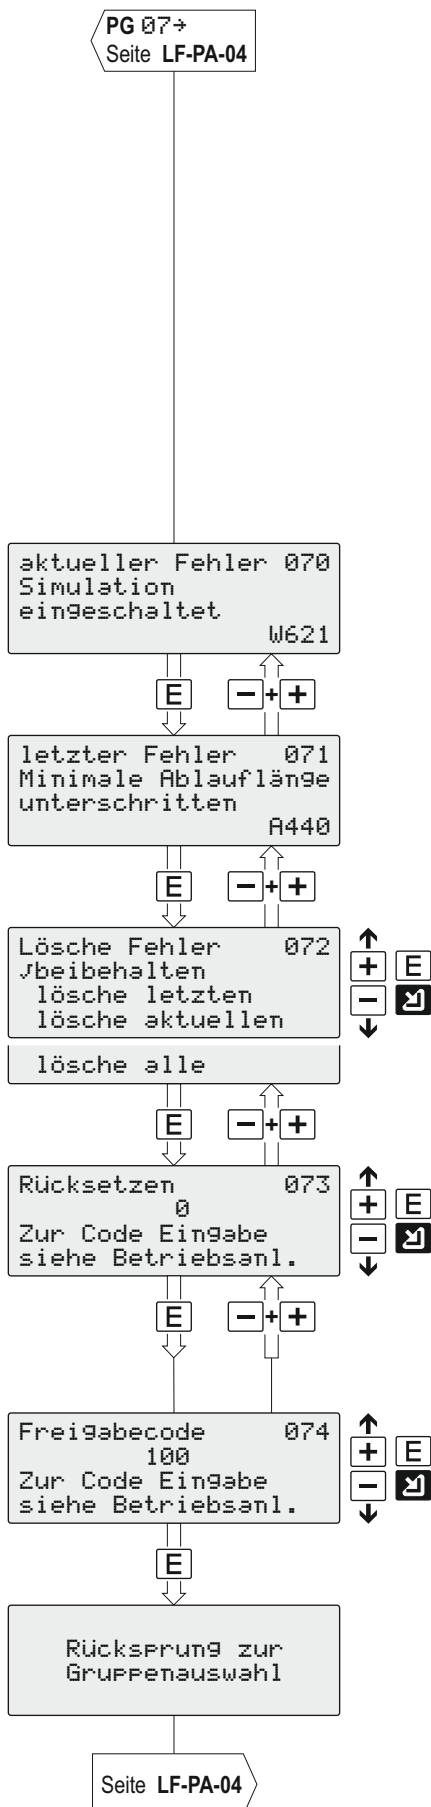 PG 07→
Seite LF-PA-04
aktueller Fehler 070
Simulation
eingeschaltet
W621
E
- + +
letzter Fehler 071
Minimale Ablauflänge
unterschritten
A440
E
- + +
Lösche Fehler 072
√beibehalten
lösche letzten
lösche aktuellen
+ E
-
lösche alle
E
- + +
Rücksetzen 073
0
Zur Code Eingabe
siehe Betriebsanl.
+ E
-
E
- + +
Freigabecode 074
100
Zur Code Eingabe
siehe Betriebsanl.
+ E
-
E
Rücksprung zur
Gruppenauswahl
Seite LF-PA-04